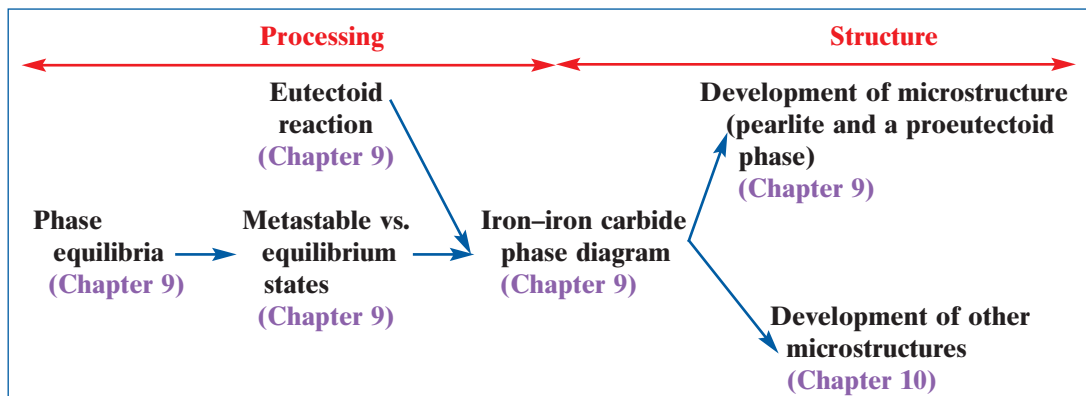 Processing
Structure
Eutectoid
reaction
(Chapter 9)
Development of microstructure
(pearlite and a proeutectoid
phase)
(Chapter 9)
Phase
equilibria
(Chapter 9)
Metastable vs.
equilibrium
states
(Chapter 9)
Iron–iron carbide
phase diagram
(Chapter 9)
Development of other
microstructures
(Chapter 10)